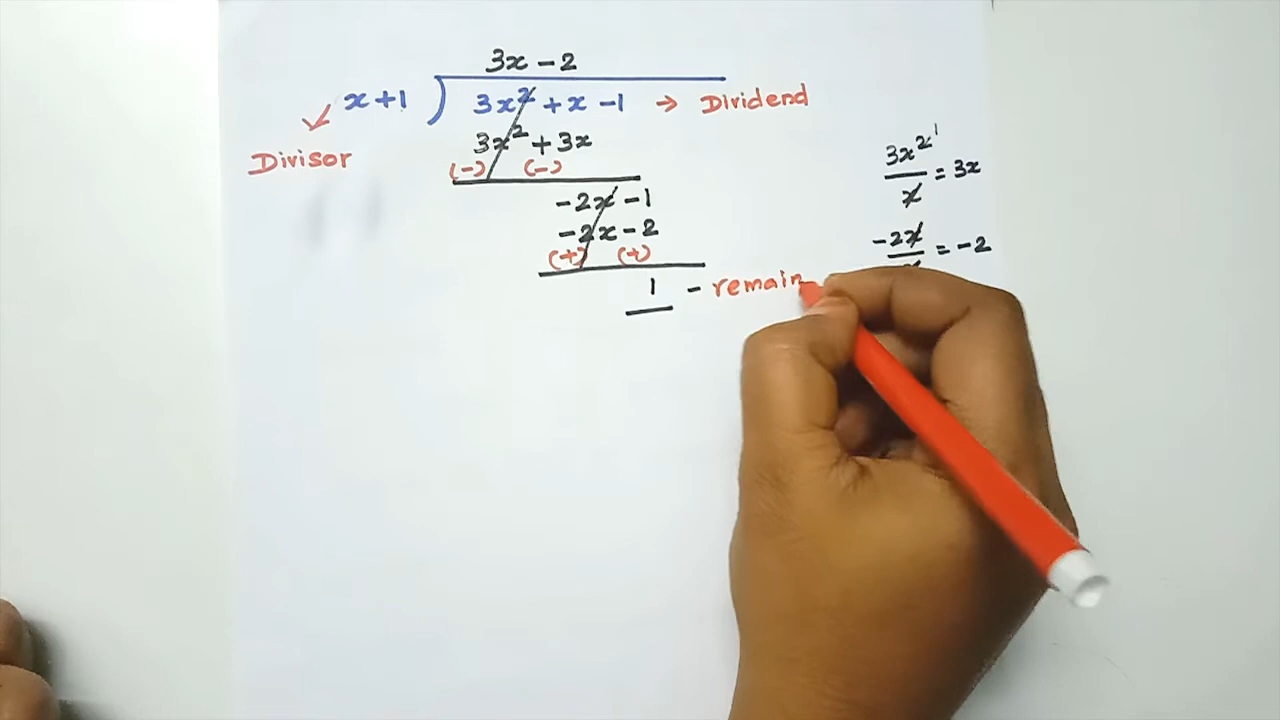 3x - 2
x + 1 ) 3x² + x - 1 → Dividend
Divisor
3x² + 3x
(-) (-)
-2x - 1
-2x - 2
(+) (+)
1 - remain
3x²/x = 3x
-2x/x = -2